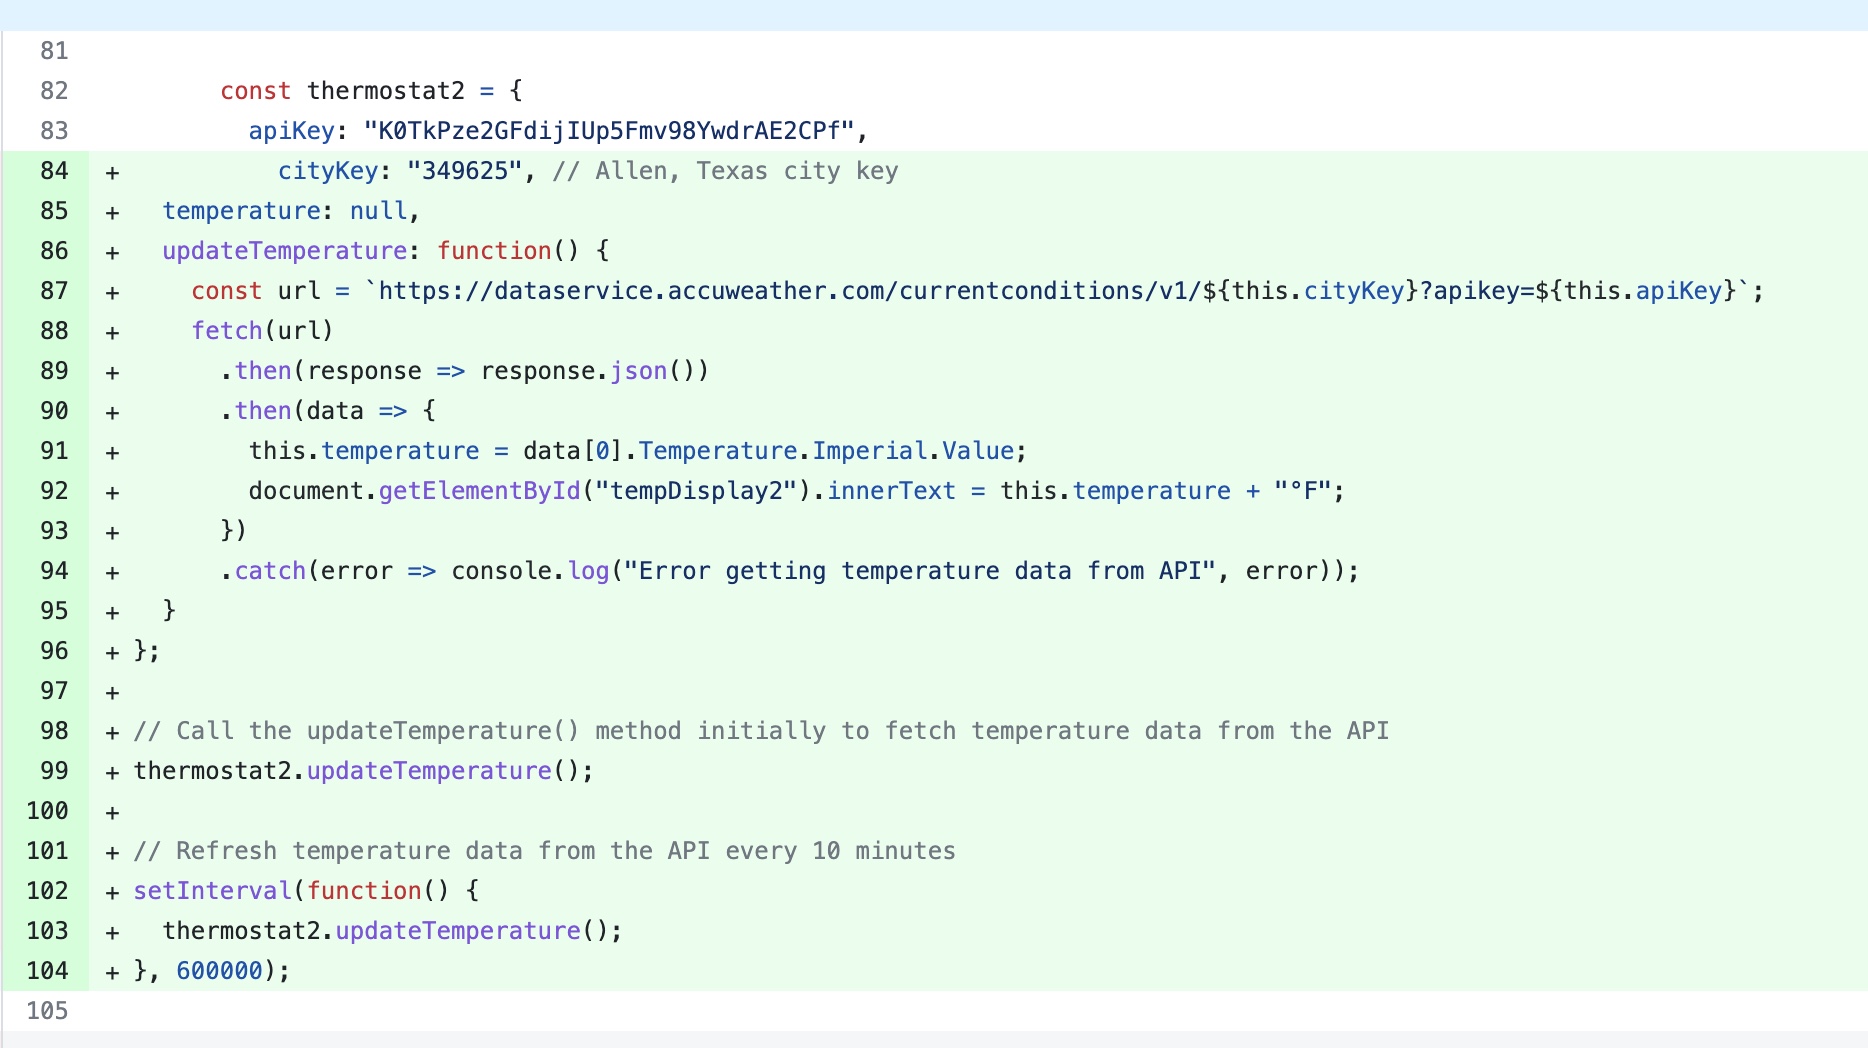 81
82 const thermostat2 = {
83 apiKey: "K0TkPze2GFdijIUp5Fmv98YwdrAE2CPf",
84 + cityKey: "349625", // Allen, Texas city key
85 + temperature: null,
86 + updateTemperature: function() {
87 + const url = `https://dataservice.accuweather.com/currentconditions/v1/${this.cityKey}?apikey=${this.apiKey}`;
88 + fetch(url)
89 + .then(response => response.json())
90 + .then(data => {
91 + this.temperature = data[0].Temperature.Imperial.Value;
92 + document.getElementById("tempDisplay2").innerText = this.temperature + "°F";
93 + })
94 + .catch(error => console.log("Error getting temperature data from API", error));
95 + }
96 + };
97 +
98 + // Call the updateTemperature() method initially to fetch temperature data from the API
99 + thermostat2.updateTemperature();
100 +
101 + // Refresh temperature data from the API every 10 minutes
102 + setInterval(function() {
103 + thermostat2.updateTemperature();
104 + }, 600000);
105